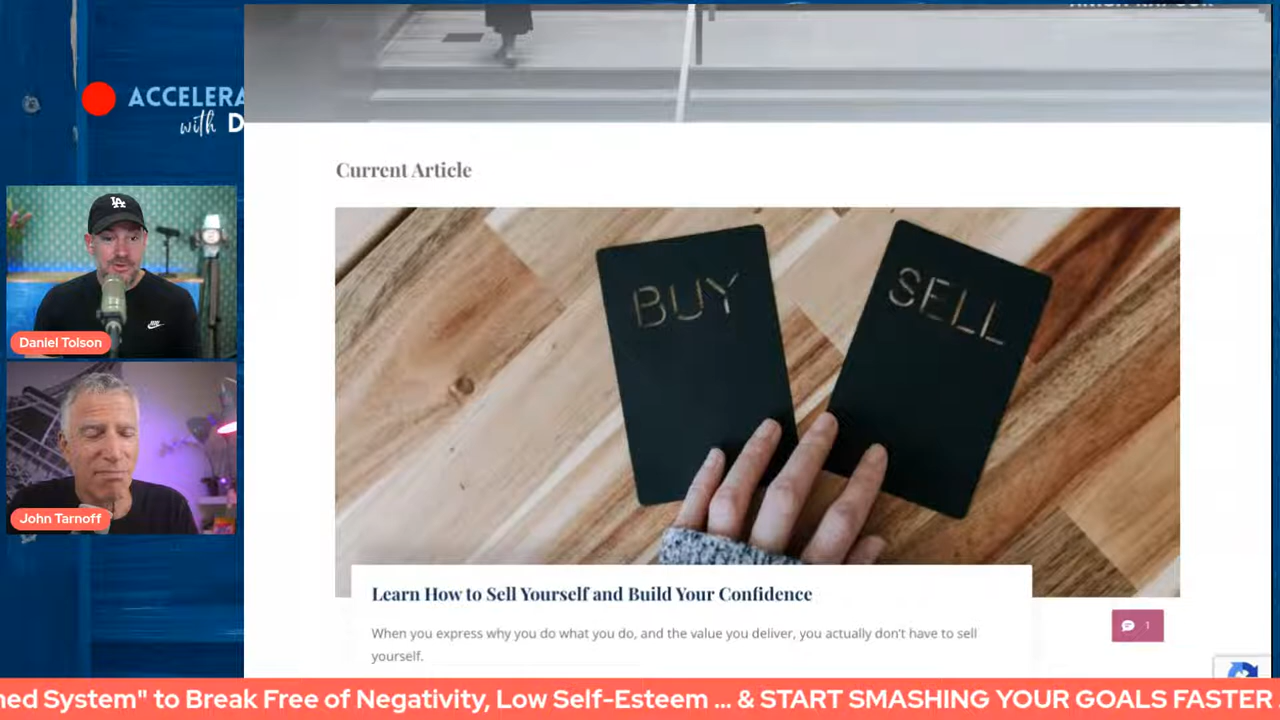 ACCELERA
with D
Current Article
BUY
SELL
LA
Daniel Tolson
John Tarnoff
Learn How to Sell Yourself and Build Your Confidence
When you express why you do what you do, and the value you deliver, you actually don't have to sell
yourself.
1
ned System" to Break Free of Negativity, Low Self-Esteem ... & START SMASHING YOUR GOALS FASTER